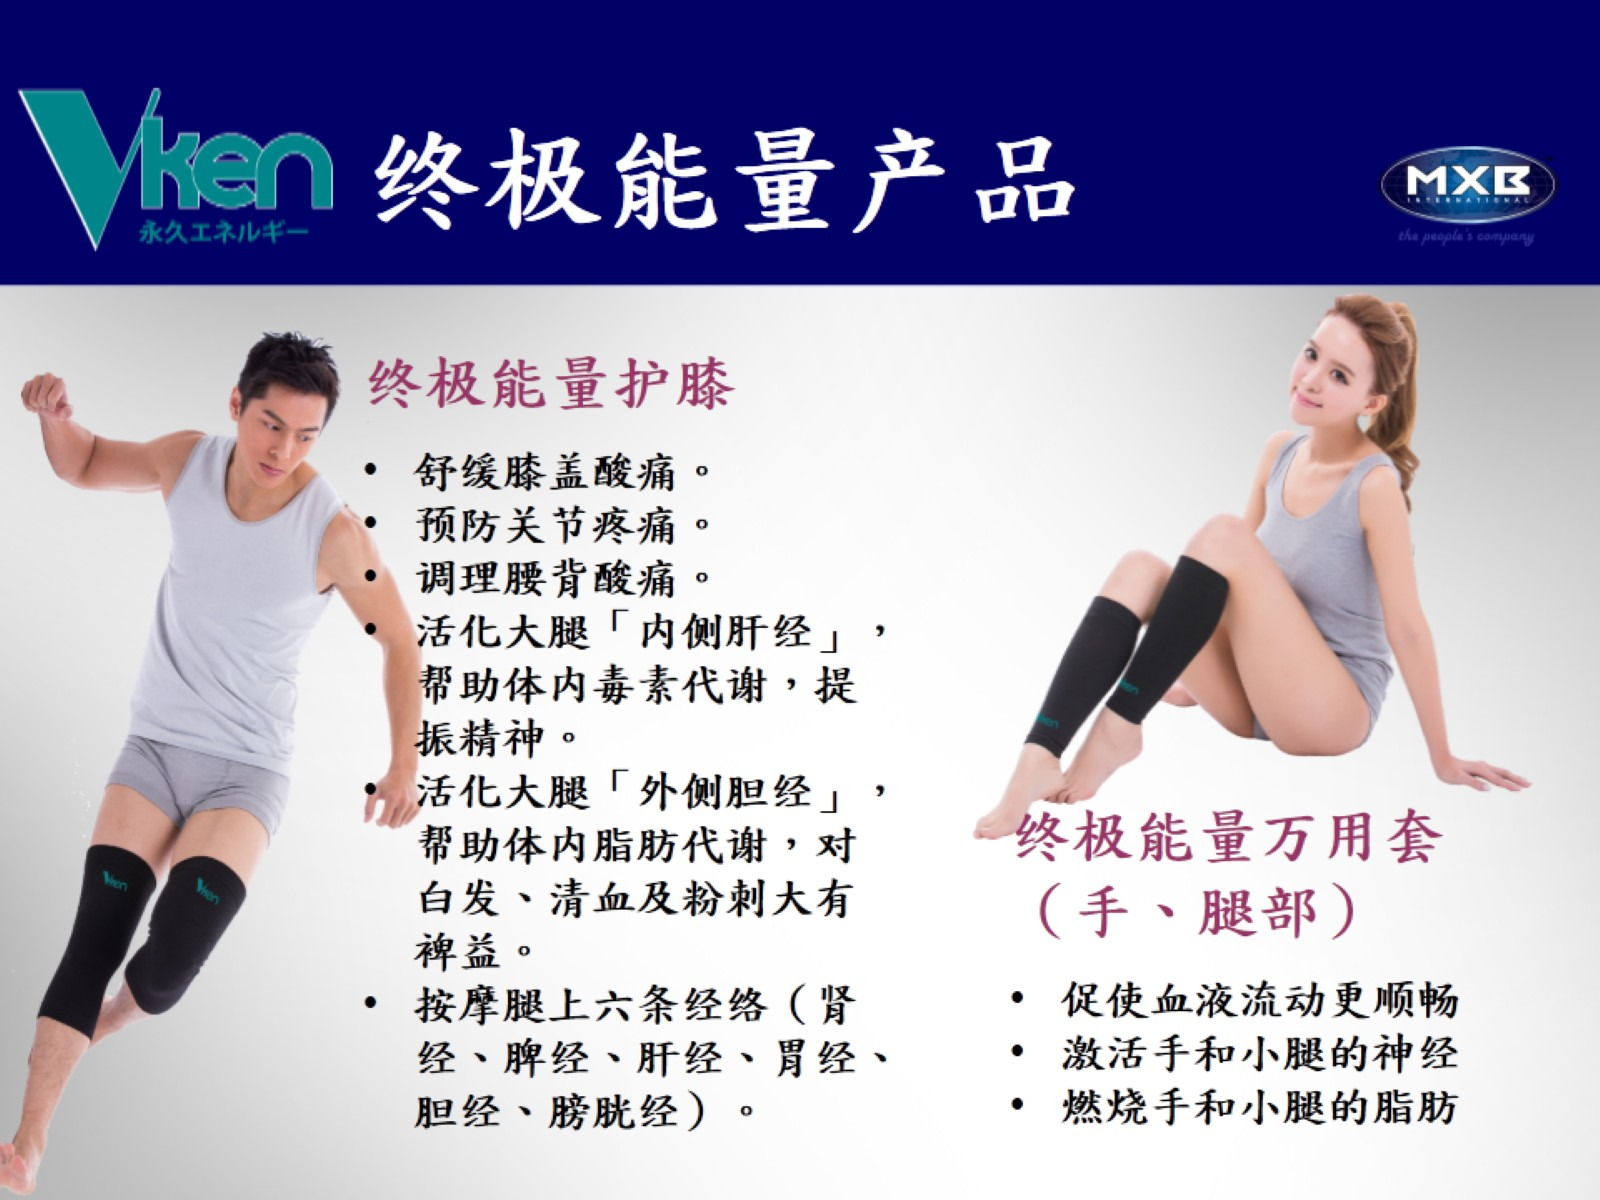 Vken
永久エネルギー
终极能量产品
MXB
INTERNATIONAL
the people's company
终极能量护膝
• 舒缓膝盖酸痛。
• 预防关节疼痛。
• 调理腰背酸痛。
• 活化大腿「内侧肝经」，
帮助体内毒素代谢，提
振精神。
• 活化大腿「外侧胆经」，
帮助体内脂肪代谢，对
白发、清血及粉刺大有
裨益。
• 按摩腿上六条经络（肾
经、脾经、肝经、胃经、
胆经、膀胱经）。
Vken
Vken
Vken
Vken
终极能量万用套
（手、腿部）
• 促使血液流动更顺畅
• 激活手和小腿的神经
• 燃烧手和小腿的脂肪